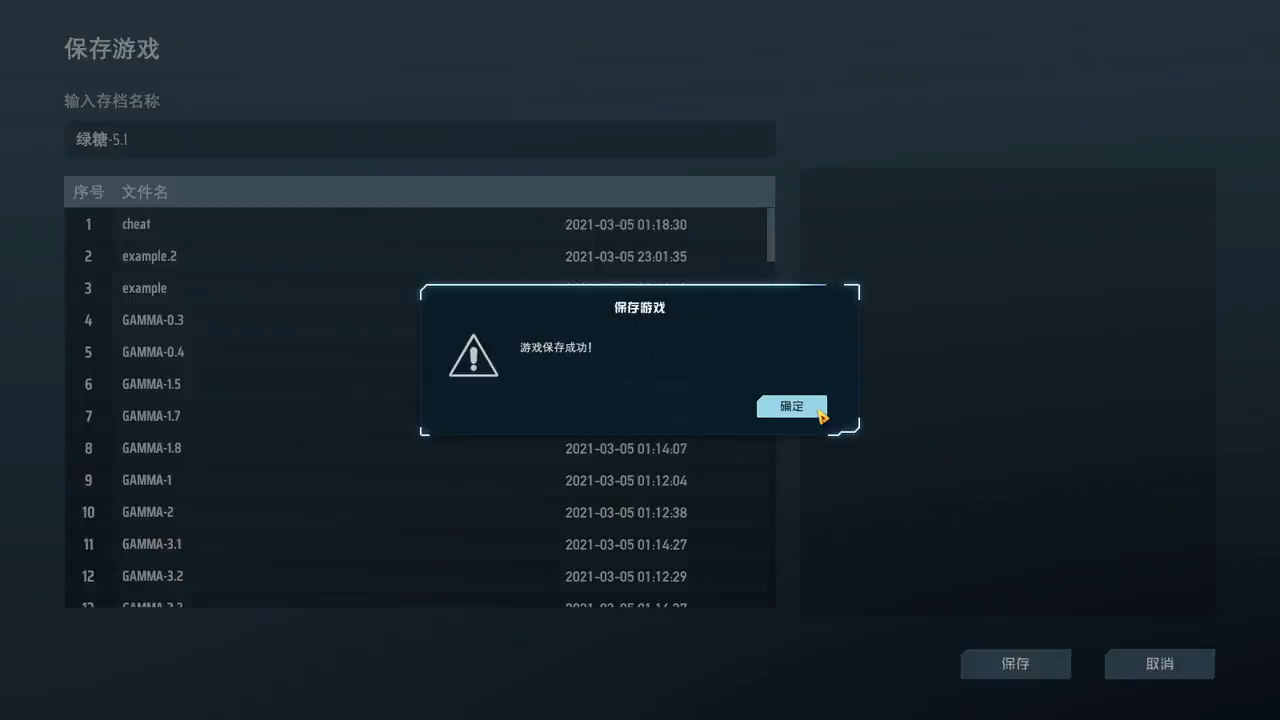 保存游戏
输入存档名称
绿糖-5.1
序号 文件名
1 cheat 2021-03-05 01:18:30
2 example.2 2021-03-05 23:01:35
3 example
4 GAMMA-0.3
5 GAMMA-0.4
6 GAMMA-1.5
7 GAMMA-1.7
8 GAMMA-1.8 2021-03-05 01:14:07
9 GAMMA-1 2021-03-05 01:12:04
10 GAMMA-2 2021-03-05 01:12:38
11 GAMMA-3.1 2021-03-05 01:14:27
12 GAMMA-3.2 2021-03-05 01:12:29
保存游戏
游戏保存成功!
确定
保存 取消